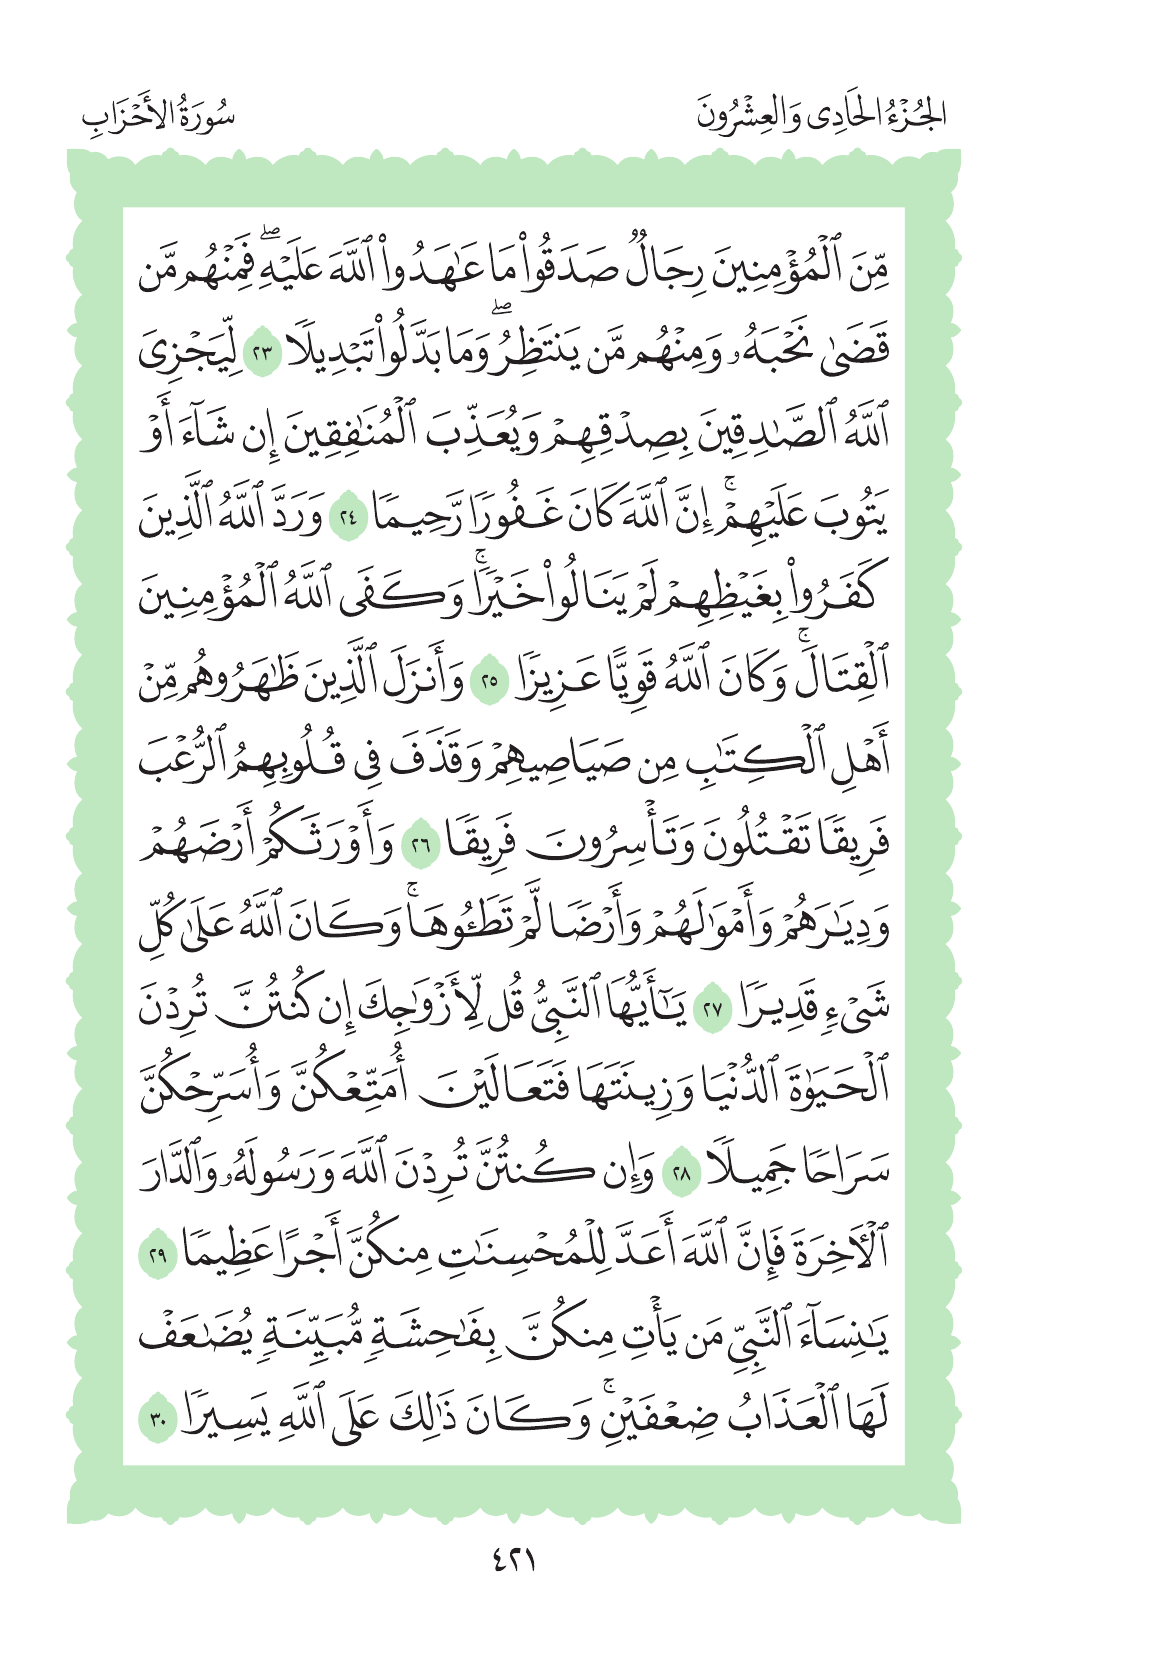 الجُزْءُ الحَادِى وَالعِشْرُونَ
سُورَةُ الأَحْزَابِ
مِّنَ ٱلْمُؤْمِنِينَ رِجَالٌ صَدَقُوا۟ مَا عَٰهَدُوا۟ ٱللَّهَ عَلَيْهِ ۖ فَمِنْهُم مَّن
قَضَىٰ نَحْبَهُۥ وَمِنْهُم مَّن يَنتَظِرُ ۖ وَمَا بَدَّلُوا۟ تَبْدِيلًا ٢٣ لِّيَجْزِىَ
ٱللَّهُ ٱلصَّٰدِقِينَ بِصِدْقِهِمْ وَيُعَذِّبَ ٱلْمُنَٰفِقِينَ إِن شَآءَ أَوْ
يَتُوبَ عَلَيْهِمْ ۚ إِنَّ ٱللَّهَ كَانَ غَفُورًا رَّحِيمًا ٢٤ وَرَدَّ ٱللَّهُ ٱلَّذِينَ
كَفَرُوا۟ بِغَيْظِهِمْ لَمْ يَنَالُوا۟ خَيْرًا ۚ وَكَفَى ٱللَّهُ ٱلْمُؤْمِنِينَ
ٱلْقِتَالَ ۚ وَكَانَ ٱللَّهُ قَوِيًّا عَزِيزًا ٢٥ وَأَنزَلَ ٱلَّذِينَ ظَٰهَرُوهُم مِّنْ
أَهْلِ ٱلْكِتَٰبِ مِن صَيَاصِيهِمْ وَقَذَفَ فِى قُلُوبِهِمُ ٱلرُّعْبَ
فَرِيقًا تَقْتُلُونَ وَتَأْسِرُونَ فَرِيقًا ٢٦ وَأَوْرَثَكُمْ أَرْضَهُمْ
وَدِيَٰرَهُمْ وَأَمْوَٰلَهُمْ وَأَرْضًا لَّمْ تَطَـُٔوهَا ۚ وَكَانَ ٱللَّهُ عَلَىٰ كُلِّ
شَىْءٍ قَدِيرًا ٢٧ يَٰٓأَيُّهَا ٱلنَّبِىُّ قُل لِّأَزْوَٰجِكَ إِن كُنتُنَّ تُرِدْنَ
ٱلْحَيَوٰةَ ٱلدُّنْيَا وَزِينَتَهَا فَتَعَالَيْنَ أُمَتِّعْكُنَّ وَأُسَرِّحْكُنَّ
سَرَاحًا جَمِيلًا ٢٨ وَإِن كُنتُنَّ تُرِدْنَ ٱللَّهَ وَرَسُولَهُۥ وَٱلدَّارَ
ٱلْـَٔاخِرَةَ فَإِنَّ ٱللَّهَ أَعَدَّ لِلْمُحْسِنَٰتِ مِنكُنَّ أَجْرًا عَظِيمًا ٢٩
يَٰنِسَآءَ ٱلنَّبِىِّ مَن يَأْتِ مِنكُنَّ بِفَٰحِشَةٍ مُّبَيِّنَةٍ يُضَٰعَفْ
لَهَا ٱلْعَذَابُ ضِعْفَيْنِ ۚ وَكَانَ ذَٰلِكَ عَلَى ٱللَّهِ يَسِيرًا ٣٠
٤٢١